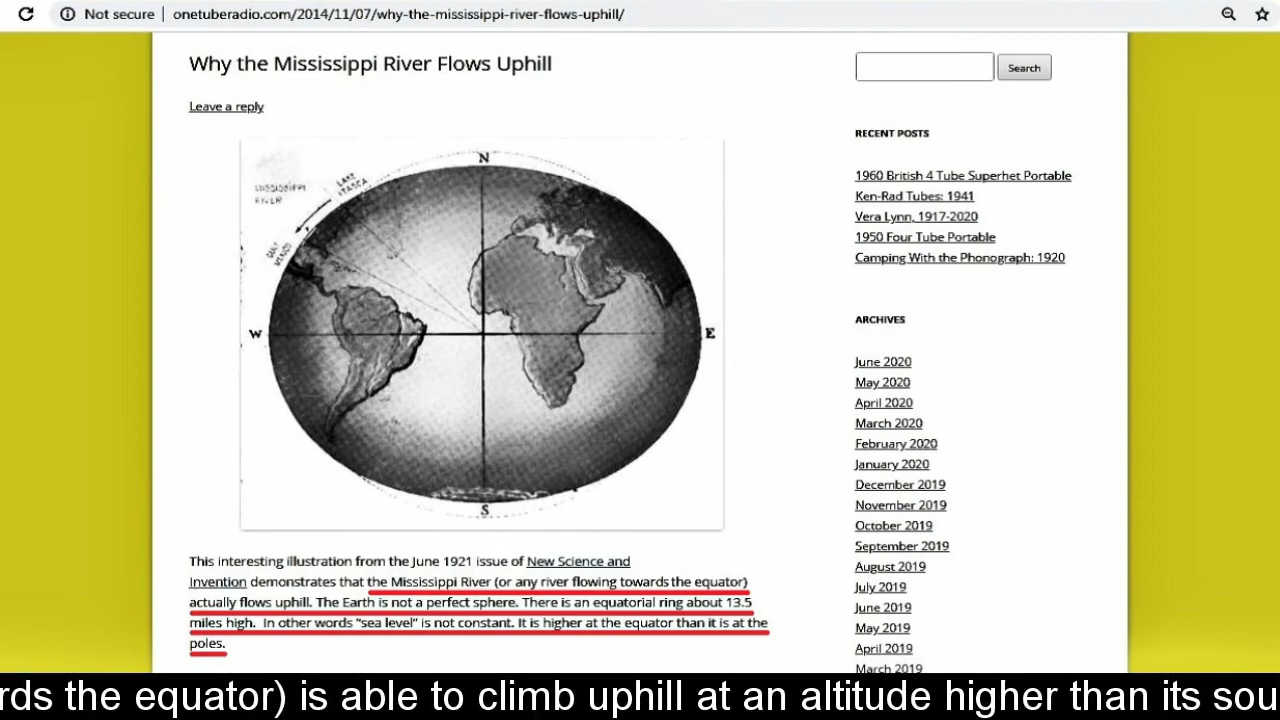 Not secure | onetuberadio.com/2014/11/07/why-the-mississippi-river-flows-uphill/
Why the Mississippi River Flows Uphill
Leave a reply
N
MISSISSIPPI
RIVER
LAKE
ITASCA
GULF
MEXICO
W
E
S
This interesting illustration from the June 1921 issue of New Science and
Invention demonstrates that the Mississippi River (or any river flowing towards the equator)
actually flows uphill. The Earth is not a perfect sphere. There is an equatorial ring about 13.5
miles high. In other words “sea level” is not constant. It is higher at the equator than it is at the
poles.
Search
RECENT POSTS
1960 British 4 Tube Superhet Portable
Ken-Rad Tubes: 1941
Vera Lynn, 1917-2020
1950 Four Tube Portable
Camping With the Phonograph: 1920
ARCHIVES
June 2020
May 2020
April 2020
March 2020
February 2020
January 2020
December 2019
November 2019
October 2019
September 2019
August 2019
July 2019
June 2019
May 2019
April 2019
March 2019
rds the equator) is able to climb uphill at an altitude higher than its sou